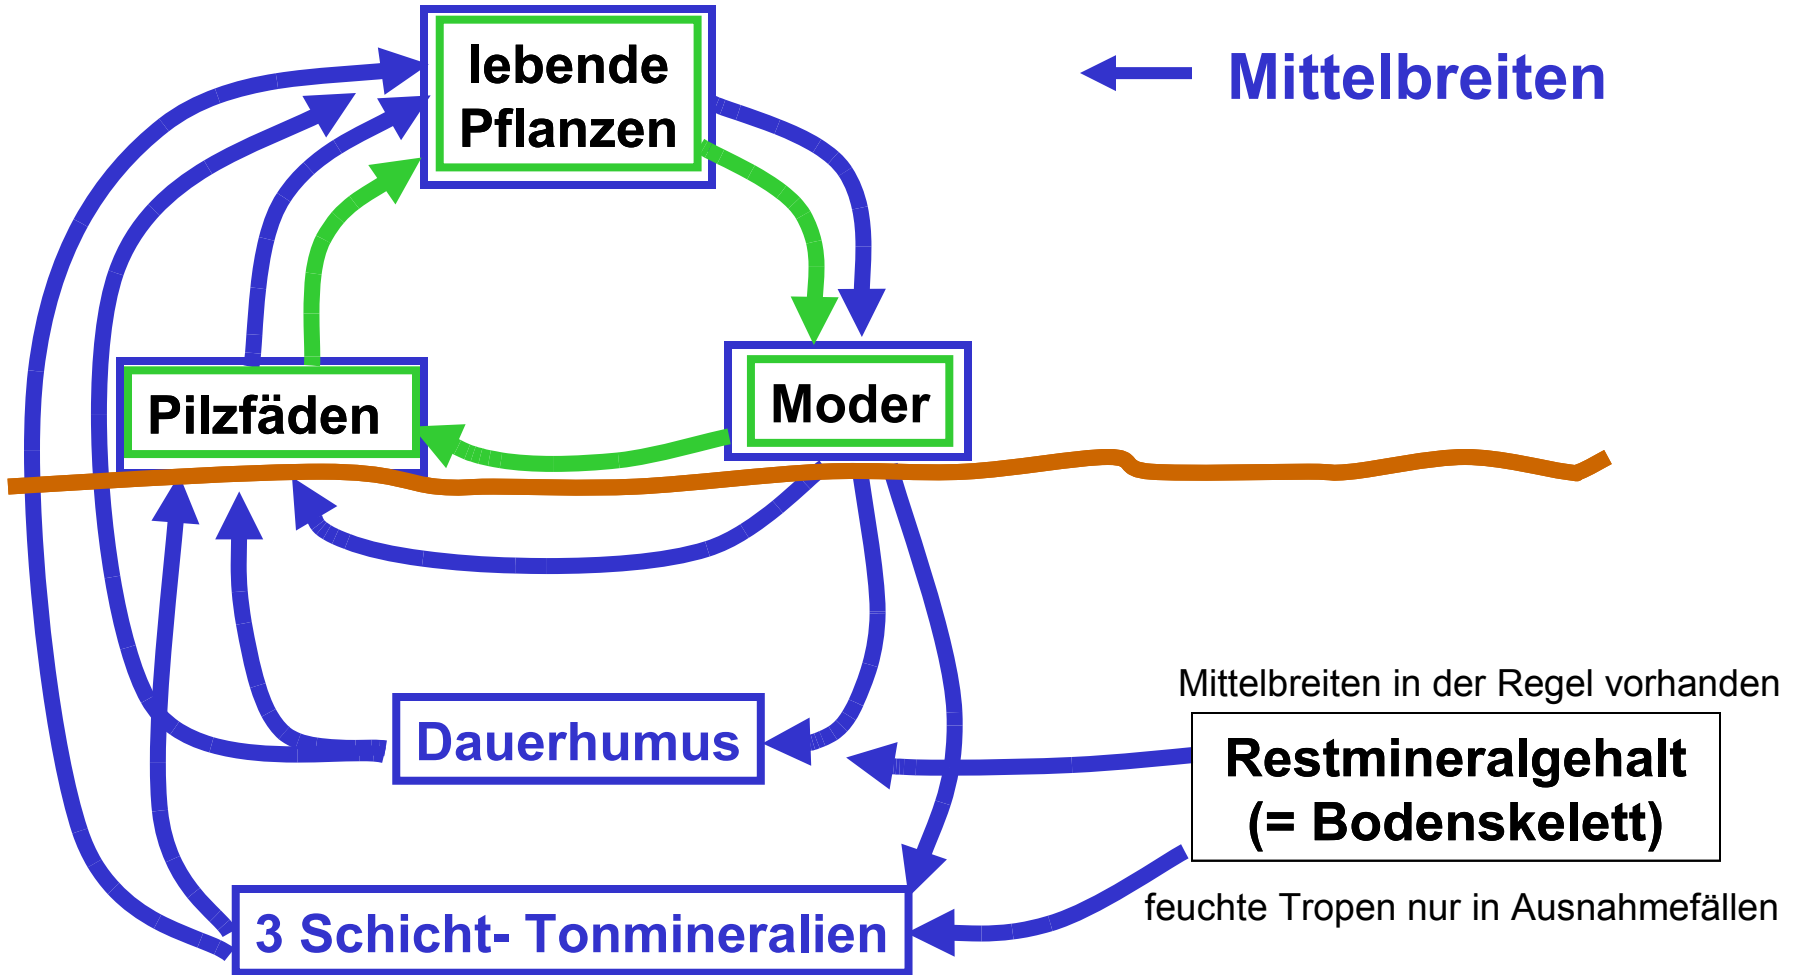 lebende
Pflanzen
Mittelbreiten
Pilzfäden
Moder
Mittelbreiten in der Regel vorhanden
Dauerhumus
Restmineralgehalt
(= Bodenskelett)
feuchte Tropen nur in Ausnahmefällen
3 Schicht- Tonmineralien